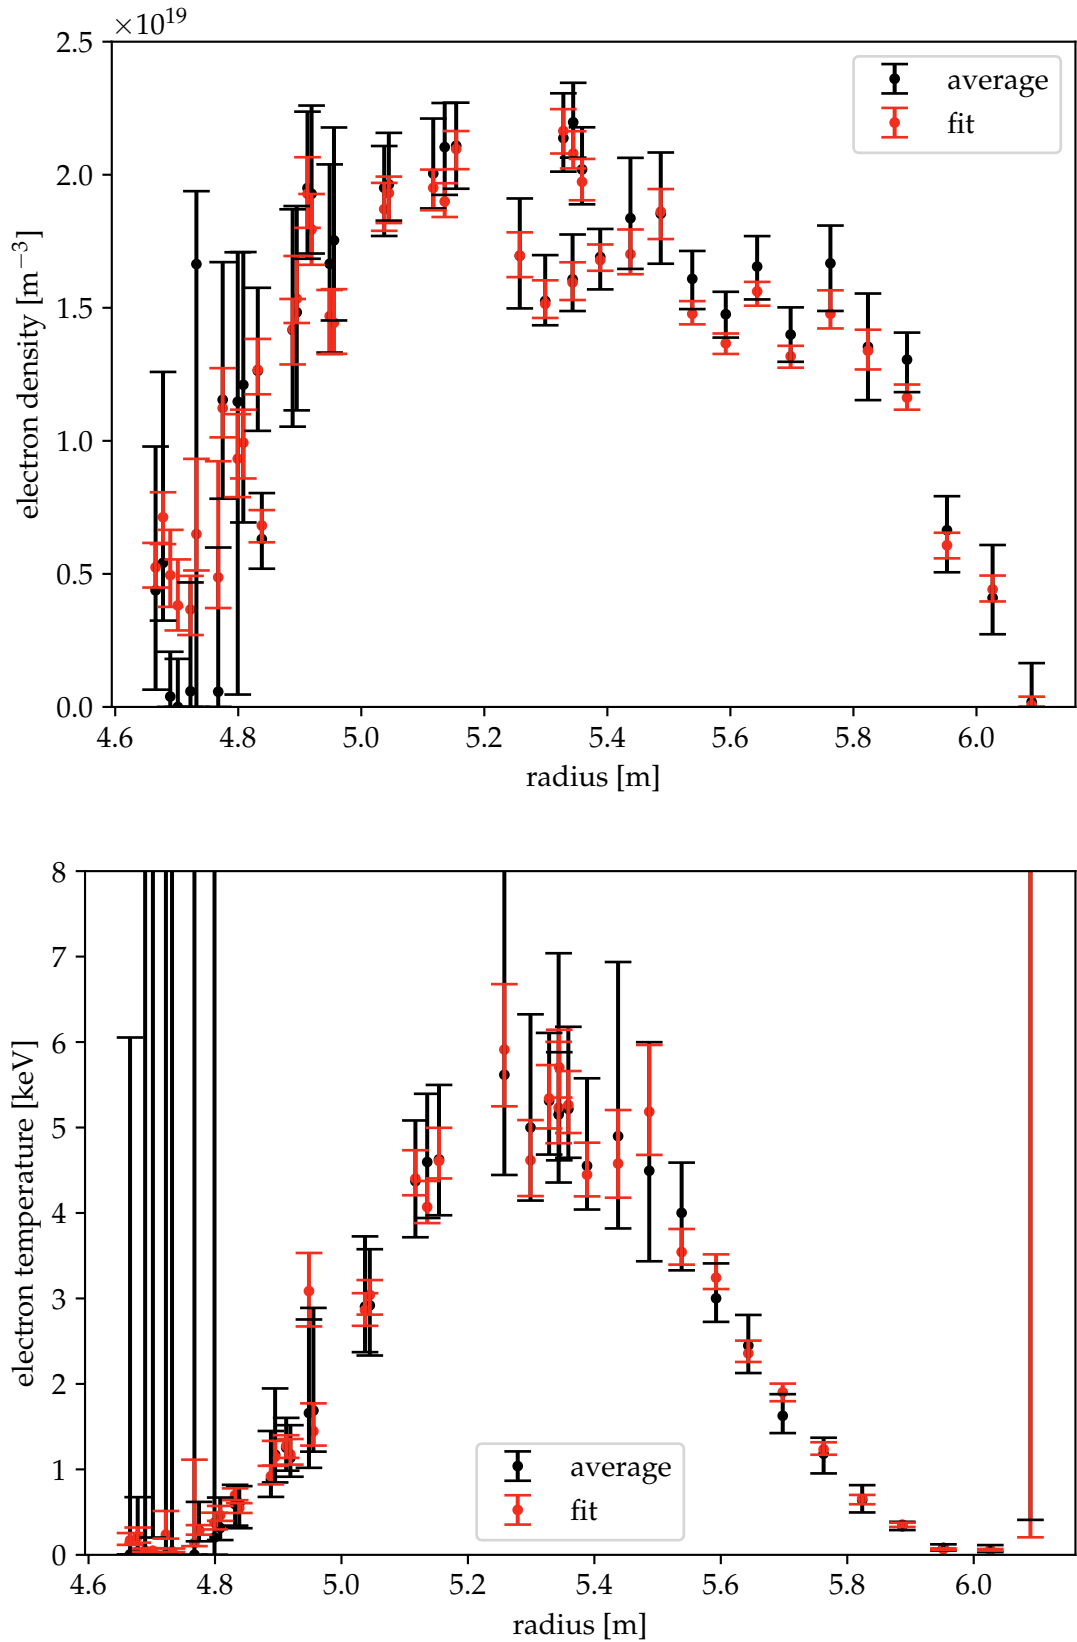 ×10¹⁹
2.5
2.0
1.5
1.0
0.5
0.0
electron density [m⁻³]
average
fit
4.6 4.8 5.0 5.2 5.4 5.6 5.8 6.0
radius [m]
8
7
6
5
4
3
2
1
0
electron temperature [keV]
average
fit
4.6 4.8 5.0 5.2 5.4 5.6 5.8 6.0
radius [m]